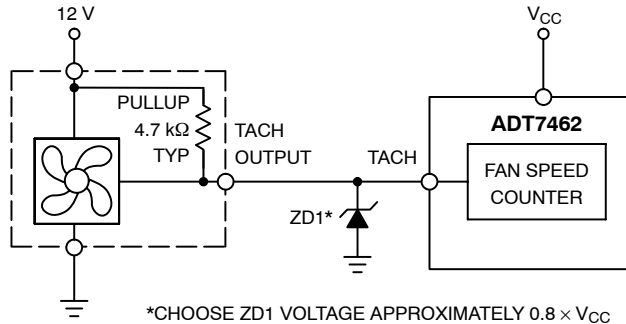 12 V
VCC
PULLUP
4.7 kΩ
TYP
TACH
OUTPUT
TACH
ADT7462
FAN SPEED
COUNTER
ZD1*
*CHOOSE ZD1 VOLTAGE APPROXIMATELY 0.8 × VCC